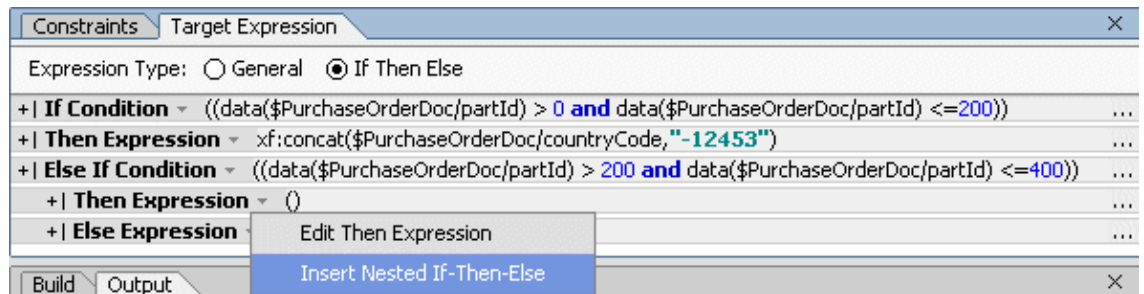 Constraints Target Expression
Expression Type: General If Then Else
+| If Condition ((data($PurchaseOrderDoc/partId) > 0 and data($PurchaseOrderDoc/partId) <=200)) ...
+| Then Expression xf:concat($PurchaseOrderDoc/countryCode,"-12453") ...
+| Else If Condition ((data($PurchaseOrderDoc/partId) > 200 and data($PurchaseOrderDoc/partId) <=400)) ...
+| Then Expression () ...
+| Else Expression ...
Edit Then Expression
Insert Nested If-Then-Else
Build Output